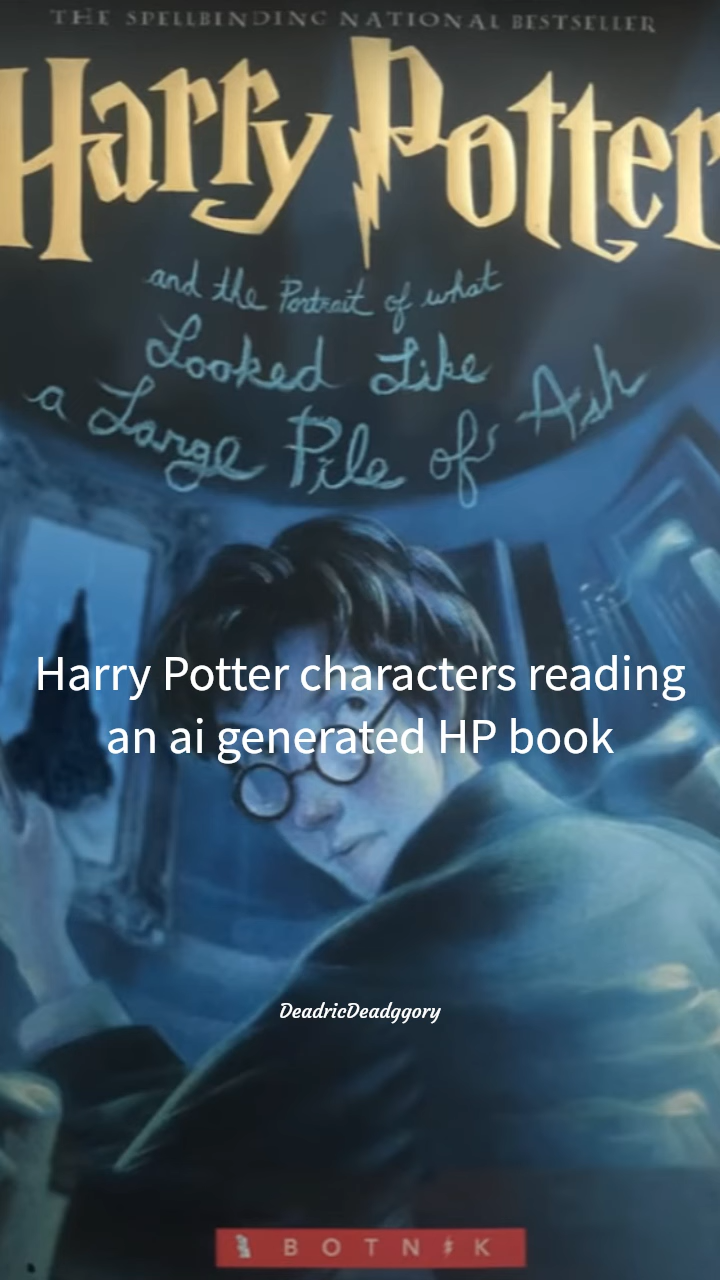 THE SPELLBINDING NATIONAL BESTSELLER
Harry Potter
and the Portrait of what
Looked Like
a Large Pile of Ash
Harry Potter characters reading
an ai generated HP book
DeadricDeadggory
BOTNIK